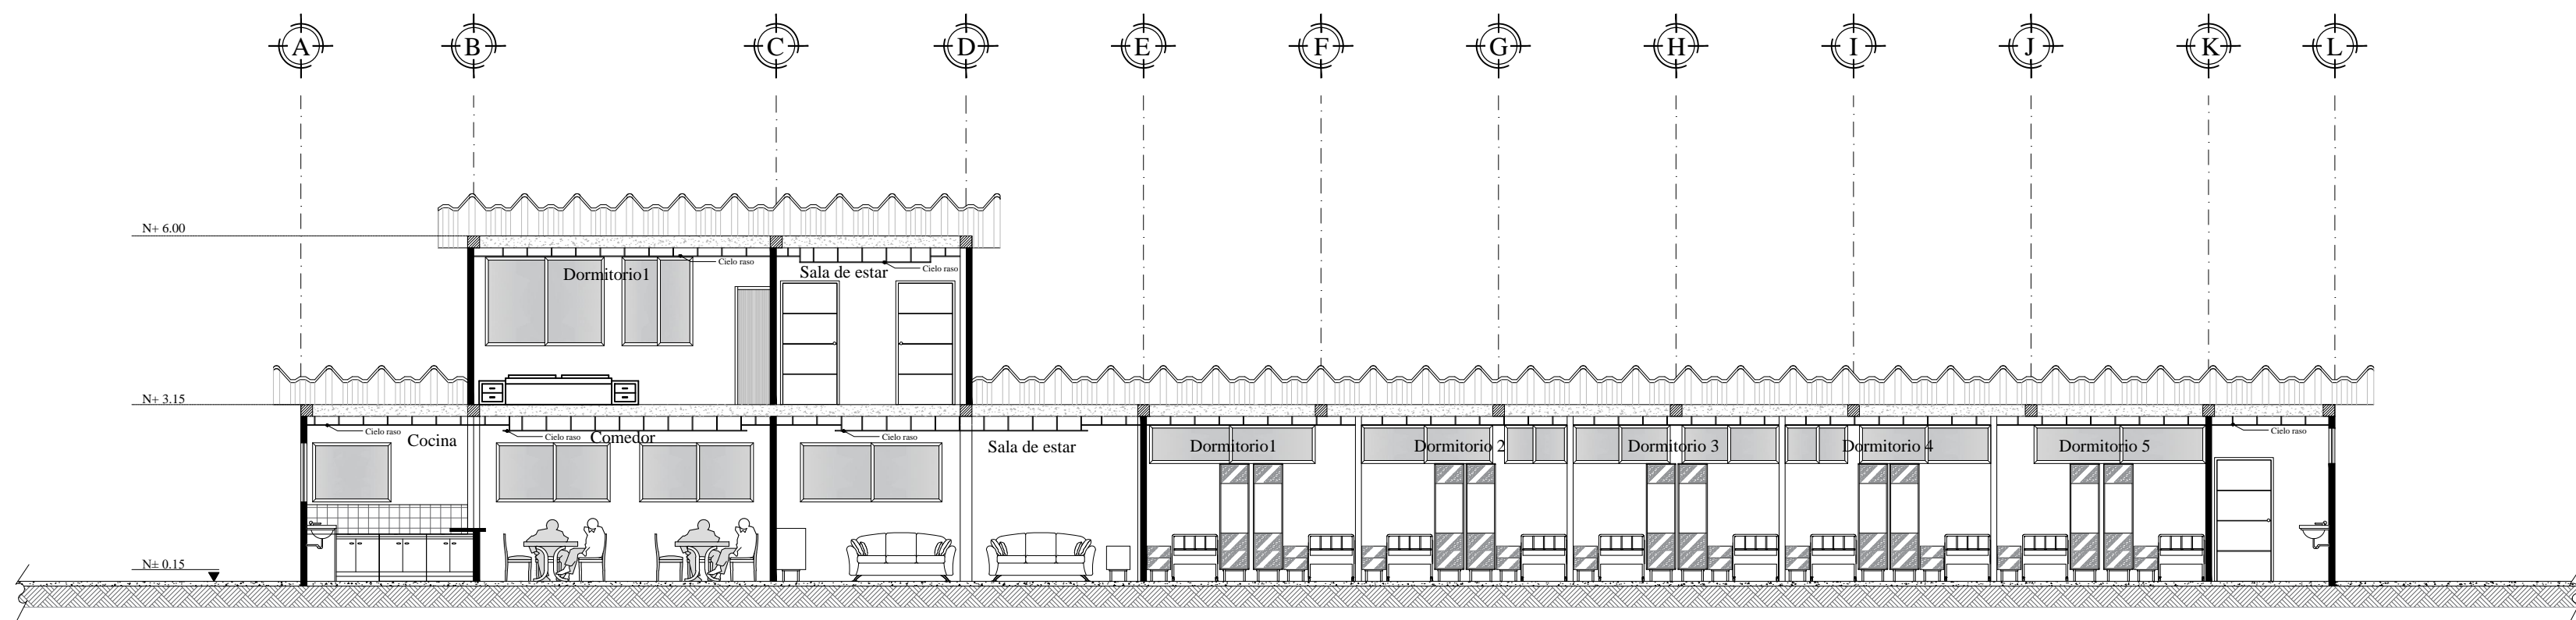 A B C D E F G H I J K L
N+ 6.00
Cielo raso
Cielo raso
Dormitorio1
Sala de estar
N+ 3.15
Cielo raso
Cocina
Cielo raso
Comedor
Cielo raso
Sala de estar
Dormitorio1
Dormitorio 2
Dormitorio 3
Dormitorio 4
Dormitorio 5
Cielo raso
N± 0.15